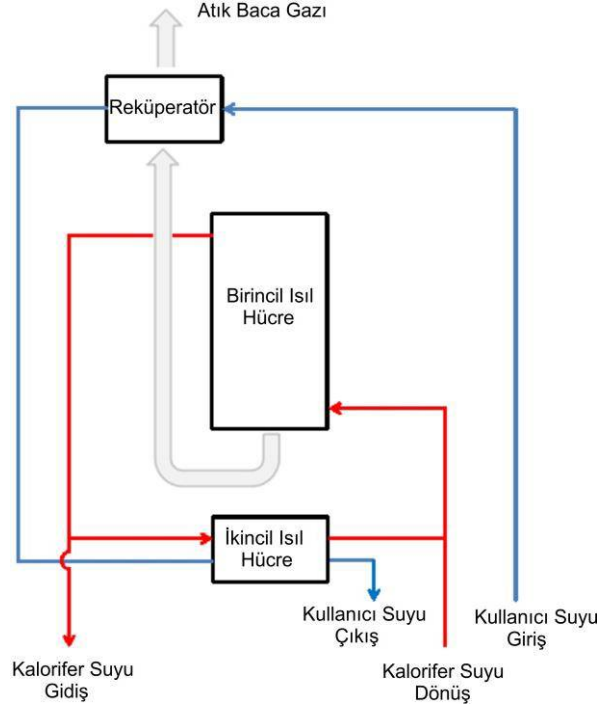 Atık Baca Gazı
Reküperatör
Birincil Isıl
Hücre
İkincil Isıl
Hücre
Kullanıcı Suyu
Çıkış
Kullanıcı Suyu
Giriş
Kalorifer Suyu
Gidiş
Kalorifer Suyu
Dönüş